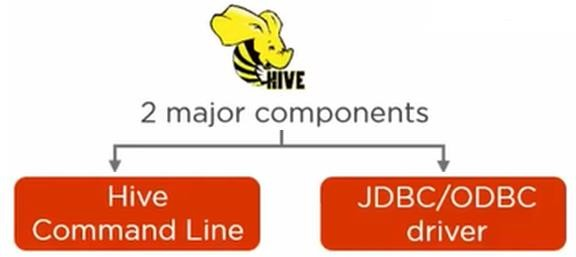 HIVE
2 major components
Hive
Command Line
JDBC/ODBC
driver